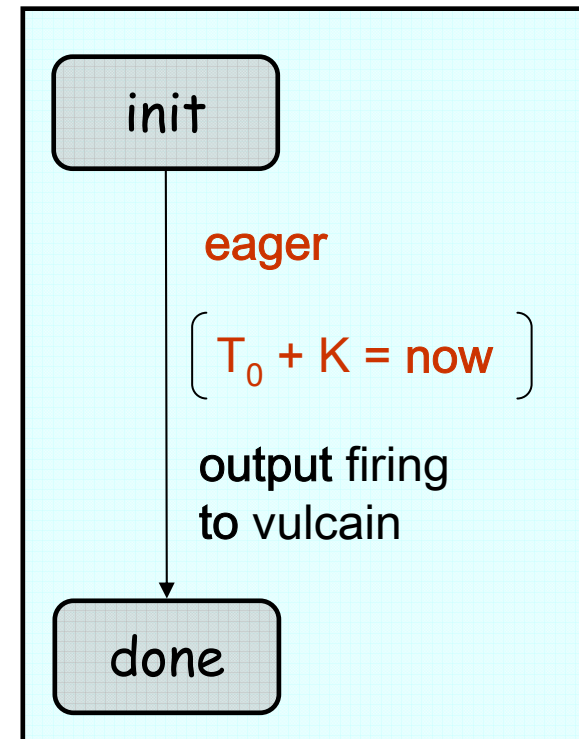 init
eager
T₀ + K = now
output firing
to vulcain
done